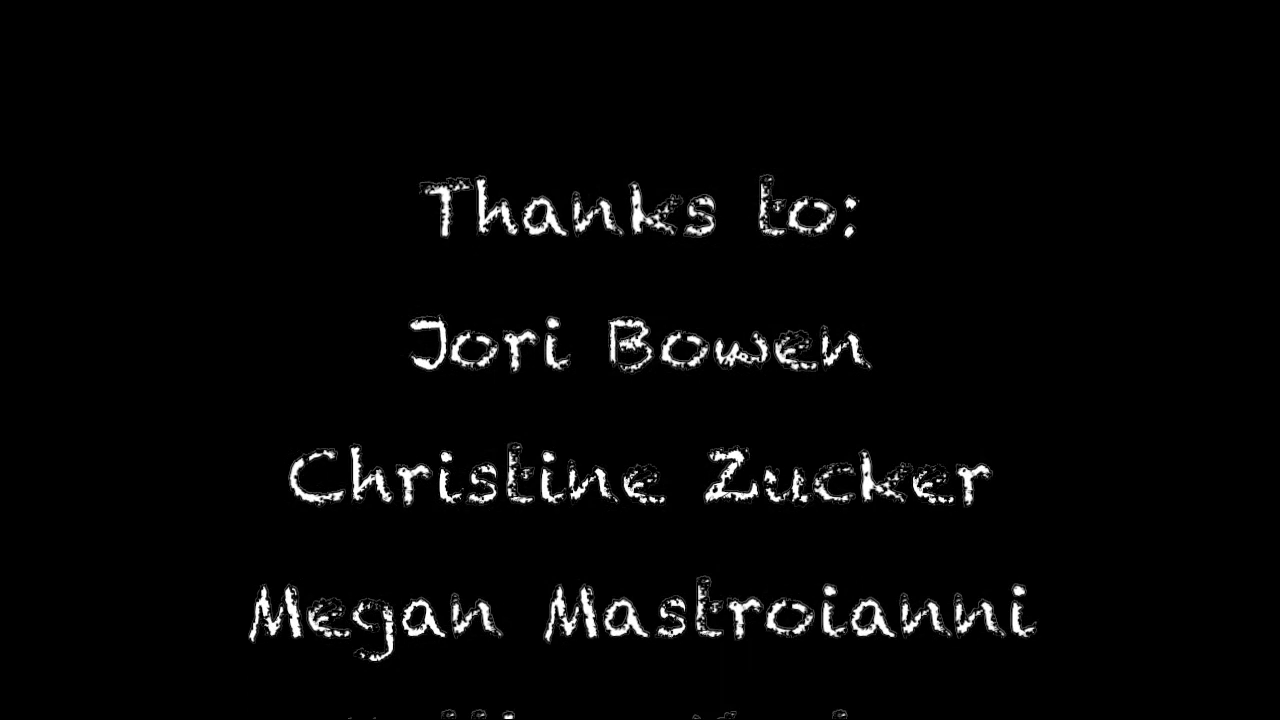 Thanks to:
Jori Bowen
Christine Zucker
Megan Mastroianni